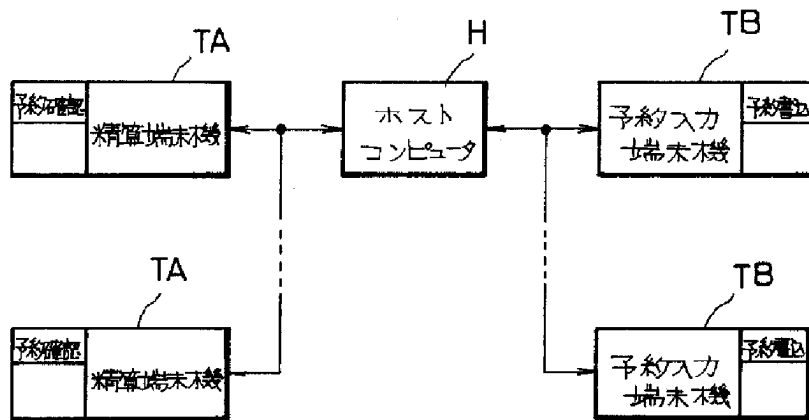 TA
予約確認
精算端末機
H
ホスト
コンピュータ
TB
予約入力
端末機
予約書込
TA
予約確認
精算端末機
TB
予約入力
端末機
予約書込